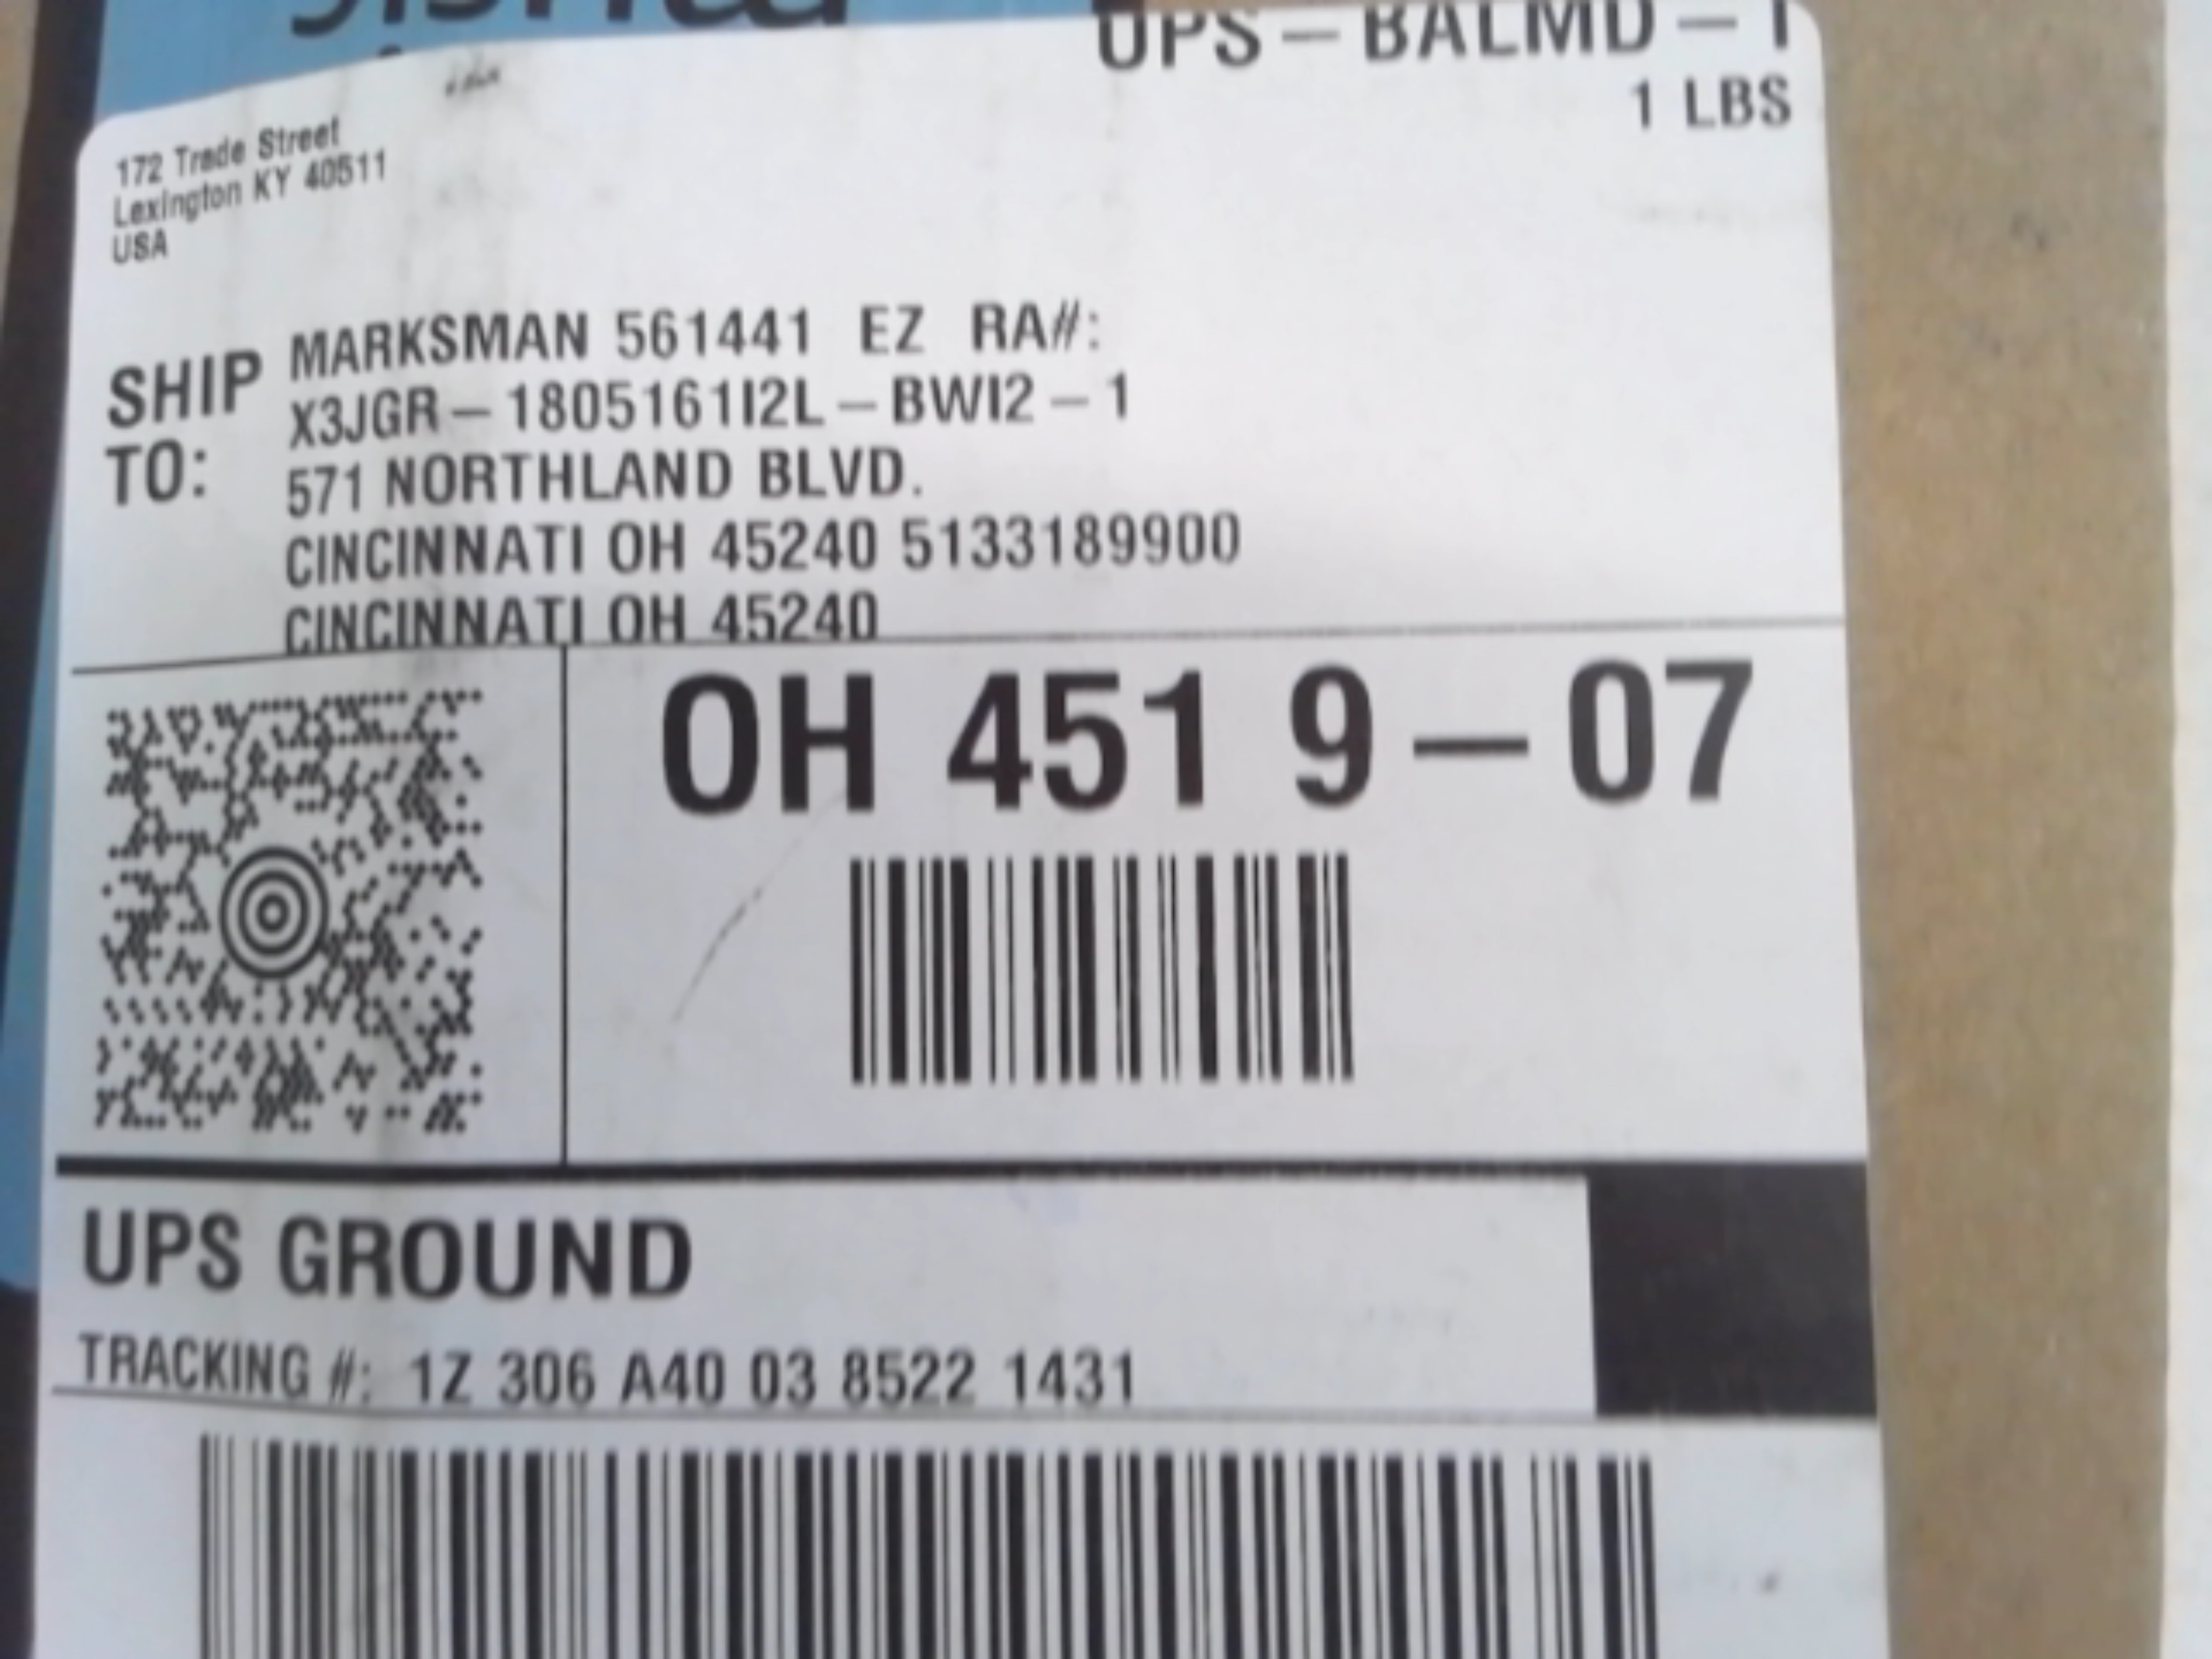 UPS – BALMD – 1
1 LBS
172 Trade Street
Lexington KY 40511
USA
SHIP TO:
MARKSMAN 561441 EZ RA#:
X3JGR – 1805161I2L – BWI2 – 1
571 NORTHLAND BLVD.
CINCINNATI OH 45240 5133189900
CINCINNATI OH 45240
OH 451 9 – 07
UPS GROUND
TRACKING #: 1Z 306 A40 03 8522 1431